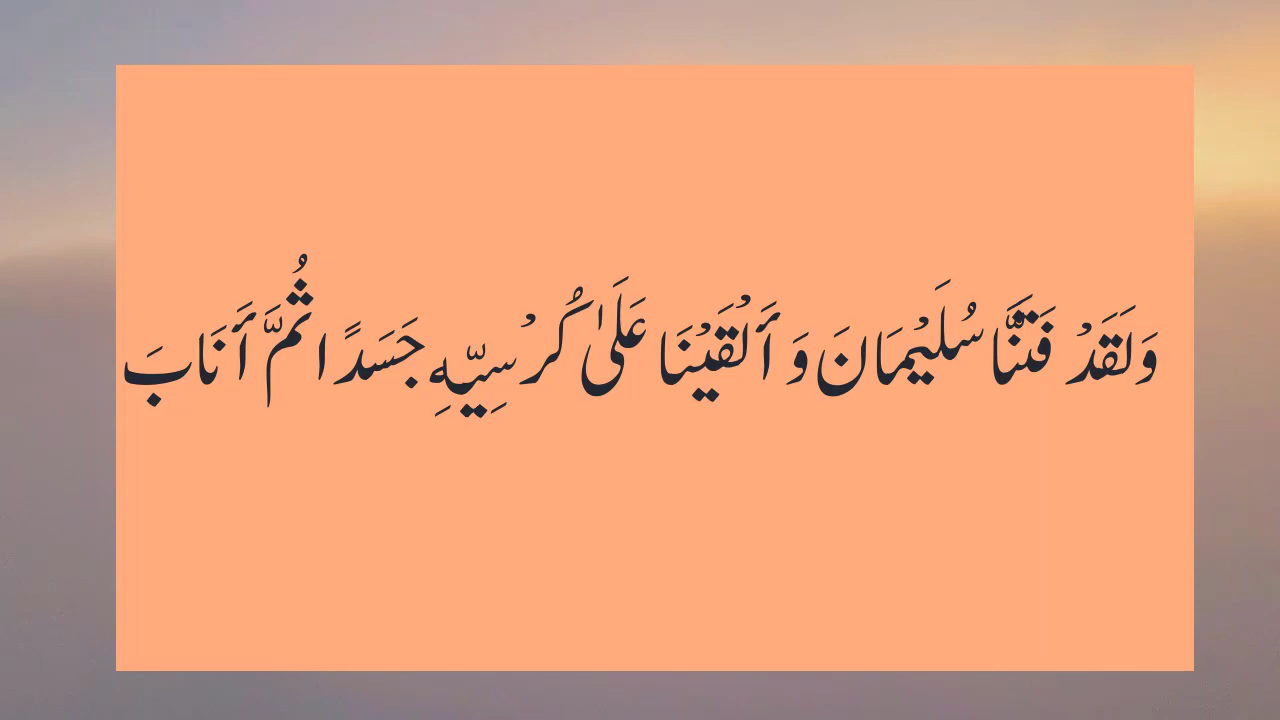 وَلَقَدْ فَتَنَّا سُلَيْمَانَ وَ أَلْقَيْنَا عَلَىٰ كُرْسِيِّهِ جَسَدًا ثُمَّ أَنَابَ